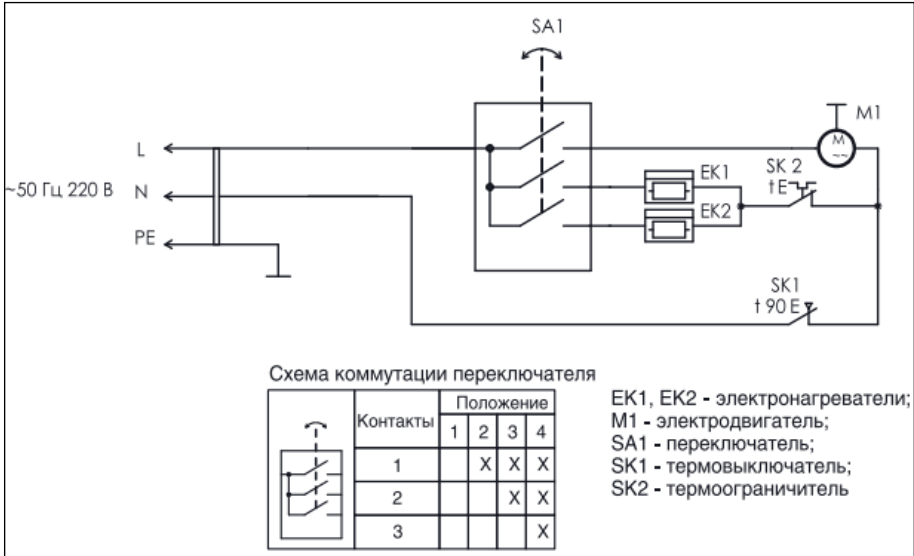 SA1
L
M1
M
~~
~50 Гц 220 В
N
EK1
SK 2
t E
EK2
PE
SK1
t 90 E
Схема коммутации переключателя
Контакты
Положение
1 2 3 4
1 X X X
2 X X
3 X
EK1, EK2 - электронагреватели;
M1 - электродвигатель;
SA1 - переключатель;
SK1 - термовыключатель;
SK2 - термоограничитель